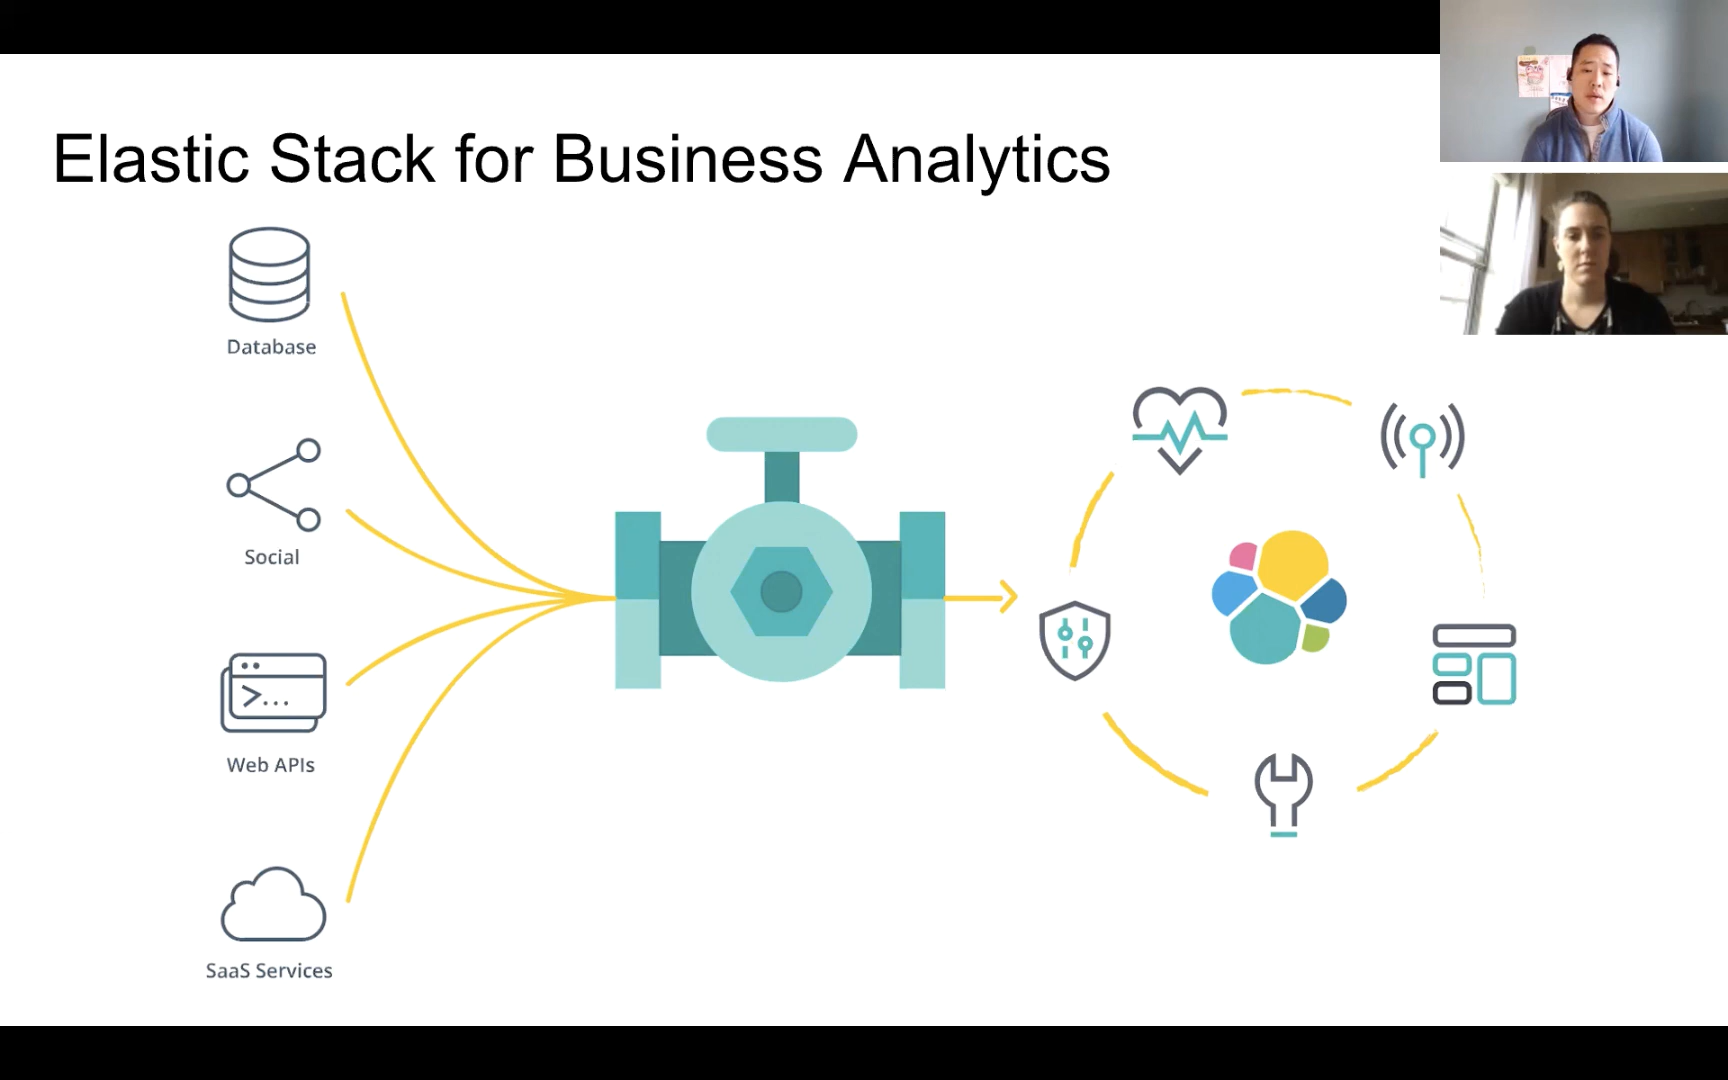 Elastic Stack for Business Analytics
Database
Social
>...
Web APIs
SaaS Services